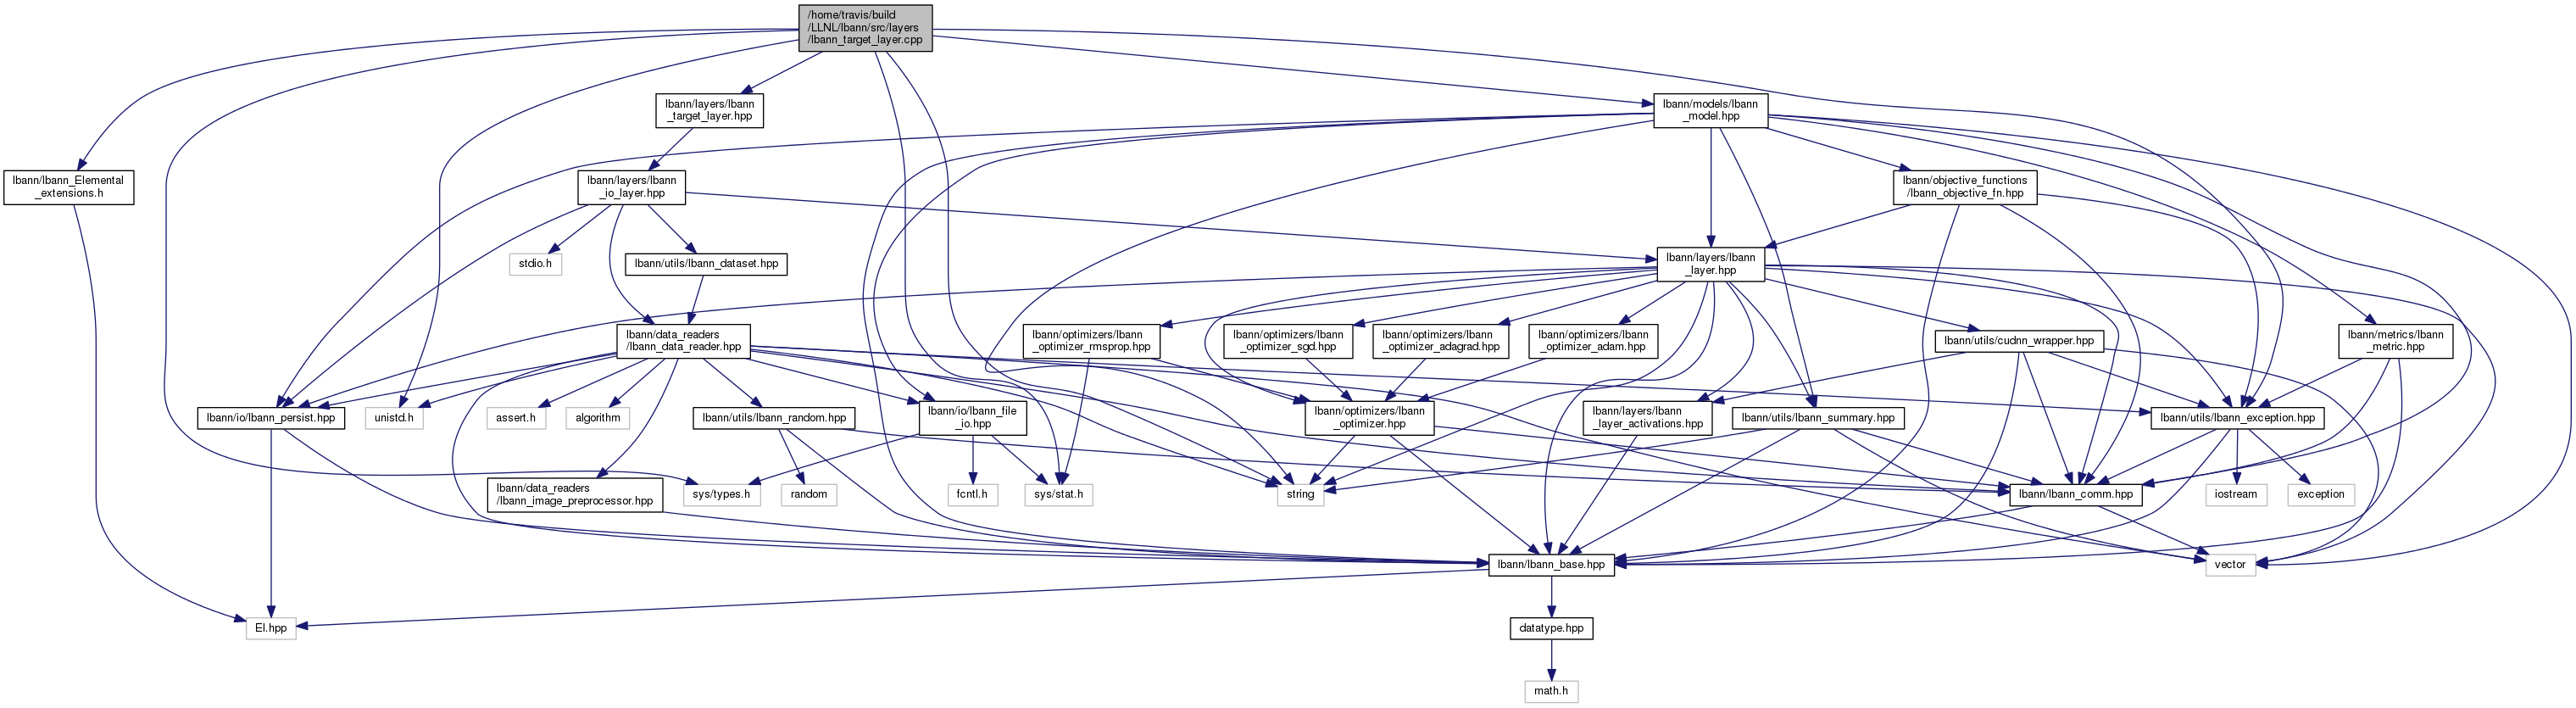 /home/travis/build
/LLNL/lbann/src/layers
/lbann_target_layer.cpp
lbann/layers/lbann
_target_layer.hpp
lbann/models/lbann
_model.hpp
lbann/lbann_Elemental
_extensions.h
lbann/layers/lbann
_io_layer.hpp
lbann/objective_functions
/lbann_objective_fn.hpp
stdio.h
lbann/utils/lbann_dataset.hpp
lbann/layers/lbann
_layer.hpp
lbann/data_readers
/lbann_data_reader.hpp
lbann/optimizers/lbann
_optimizer_rmsprop.hpp
lbann/optimizers/lbann
_optimizer_sgd.hpp
lbann/optimizers/lbann
_optimizer_adagrad.hpp
lbann/optimizers/lbann
_optimizer_adam.hpp
lbann/utils/cudnn_wrapper.hpp
lbann/metrics/lbann
_metric.hpp
lbann/io/lbann_persist.hpp
unistd.h
assert.h
algorithm
lbann/utils/lbann_random.hpp
lbann/io/lbann_file
_io.hpp
lbann/optimizers/lbann
_optimizer.hpp
lbann/layers/lbann
_layer_activations.hpp
lbann/utils/lbann_summary.hpp
lbann/utils/lbann_exception.hpp
lbann/data_readers
/lbann_image_preprocessor.hpp
sys/types.h
random
fcntl.h
sys/stat.h
string
lbann/lbann_comm.hpp
iostream
exception
lbann/lbann_base.hpp
vector
El.hpp
datatype.hpp
math.h